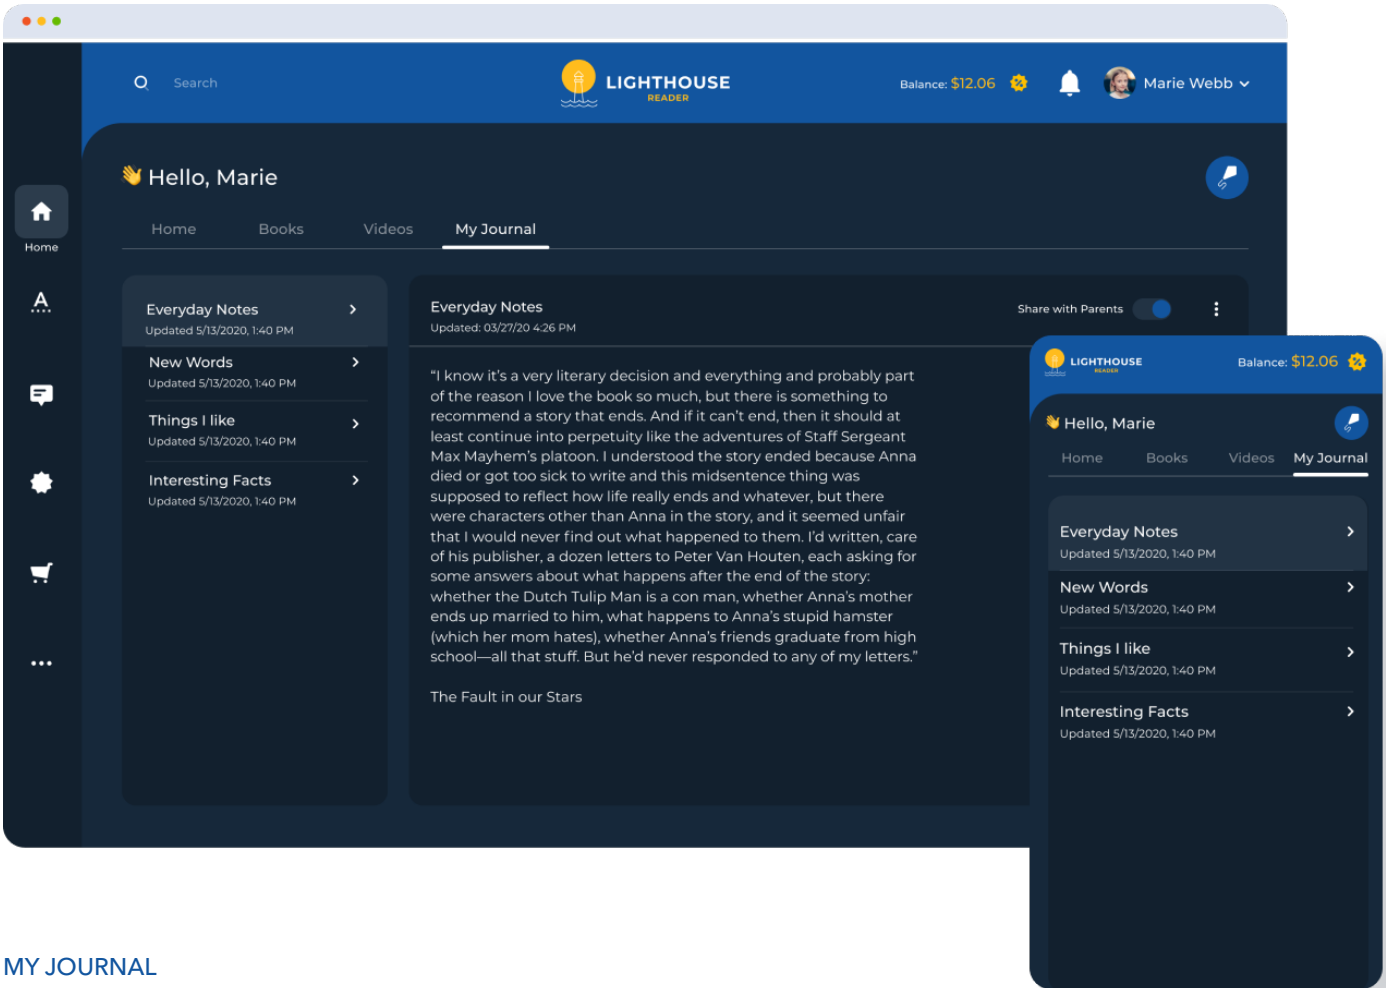 Search
LIGHTHOUSE
READER
Balance: $12.06
Marie Webb
👋 Hello, Marie
Home
Home Books Videos My Journal
Everyday Notes
Updated 5/13/2020, 1:40 PM
New Words
Updated 5/13/2020, 1:40 PM
Things I like
Updated 5/13/2020, 1:40 PM
Interesting Facts
Updated 5/13/2020, 1:40 PM
Everyday Notes
Updated: 03/27/20 4:26 PM
Share with Parents
“I know it’s a very literary decision and everything and probably part
of the reason I love the book so much, but there is something to
recommend a story that ends. And if it can’t end, then it should at
least continue into perpetuity like the adventures of Staff Sergeant
Max Mayhem’s platoon. I understood the story ended because Anna
died or got too sick to write and this midsentence thing was
supposed to reflect how life really ends and whatever, but there
were characters other than Anna in the story, and it seemed unfair
that I would never find out what happened to them. I’d written, care
of his publisher, a dozen letters to Peter Van Houten, each asking for
some answers about what happens after the end of the story:
whether the Dutch Tulip Man is a con man, whether Anna’s mother
ends up married to him, what happens to Anna’s stupid hamster
(which her mom hates), whether Anna’s friends graduate from high
school—all that stuff. But he’d never responded to any of my letters.”
The Fault in our Stars
LIGHTHOUSE
READER
Balance: $12.06
👋 Hello, Marie
Home Books Videos My Journal
Everyday Notes
Updated 5/13/2020, 1:40 PM
New Words
Updated 5/13/2020, 1:40 PM
Things I like
Updated 5/13/2020, 1:40 PM
Interesting Facts
Updated 5/13/2020, 1:40 PM
MY JOURNAL